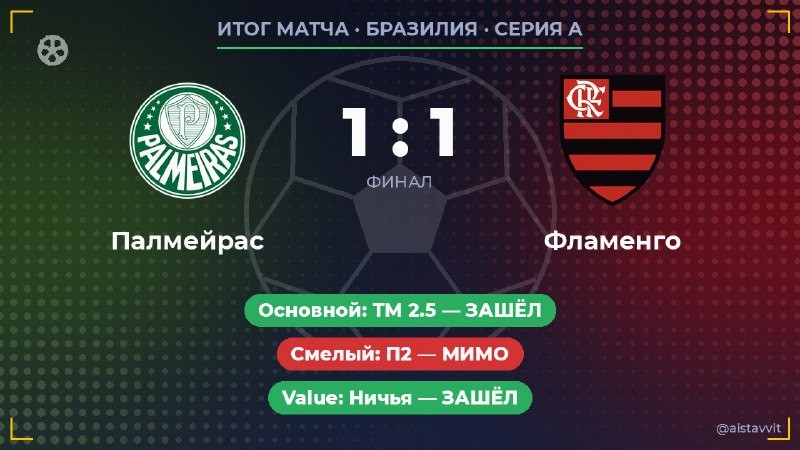 ИТОГ МАТЧА · БРАЗИЛИЯ · СЕРИЯ А
1 : 1
ФИНАЛ
P
PALMEIRAS
CRF
Палмейрас
Фламенго
Основной: ТМ 2.5 — ЗАШЁЛ
Смелый: П2 — МИМО
Value: Ничья — ЗАШЁЛ
@aistavvit